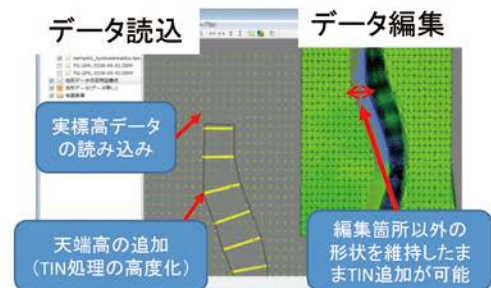 データ読込
データ編集
実標高データ
の読み込み
天端高の追加
（TIN処理の高度化）
編集箇所以外の
形状を維持したま
まTIN追加が可能